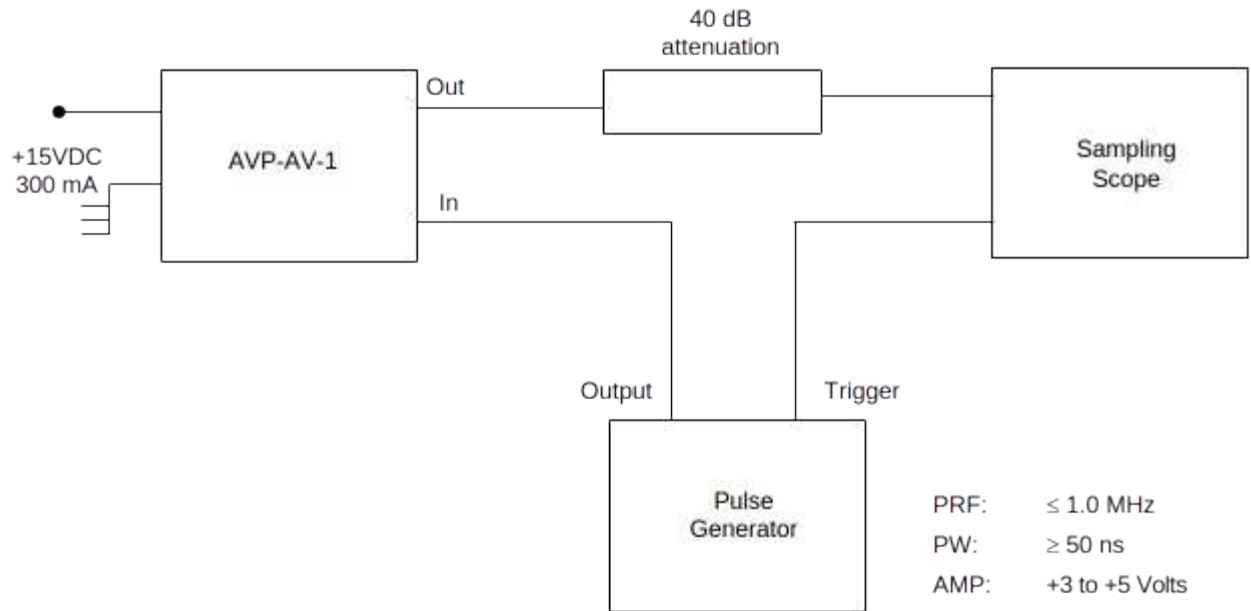 40 dB
attenuation
Out
+15VDC
300 mA
AVP-AV-1
In
Sampling
Scope
Output
Trigger
Pulse
Generator
PRF: ≤ 1.0 MHz
PW: ≥ 50 ns
AMP: +3 to +5 Volts